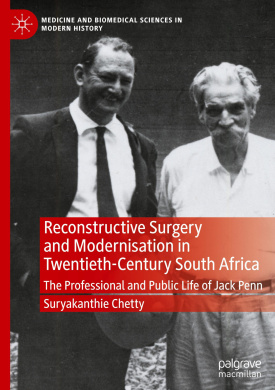 MEDICINE AND BIOMEDICAL SCIENCES IN
MODERN HISTORY
Reconstructive Surgery
and Modernisation in
Twentieth-Century South Africa
The Professional and Public Life of Jack Penn
Suryakanthie Chetty
palgrave
macmillan